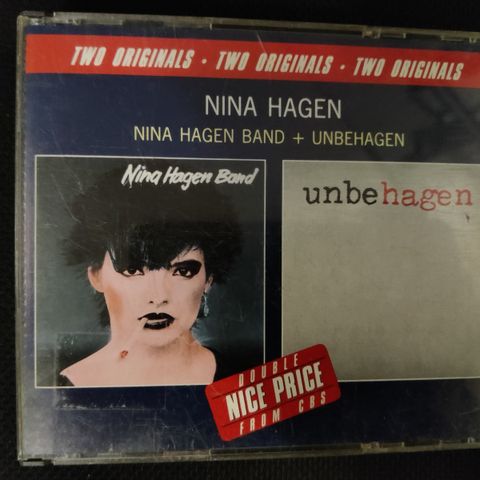 TWO ORIGINALS • TWO ORIGINALS • TWO ORIGINALS
NINA HAGEN
NINA HAGEN BAND + UNBEHAGEN
Nina Hagen Band
unbehagen
DOUBLE
NICE PRICE
FROM CBS